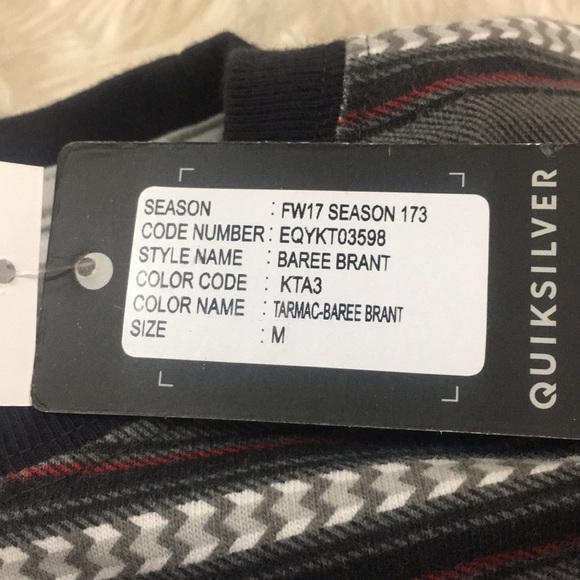 SEASON : FW17 SEASON 173
CODE NUMBER : EQYKT03598
STYLE NAME : BAREE BRANT
COLOR CODE : KTA3
COLOR NAME : TARMAC-BAREE BRANT
SIZE : M
QUIKSILVER